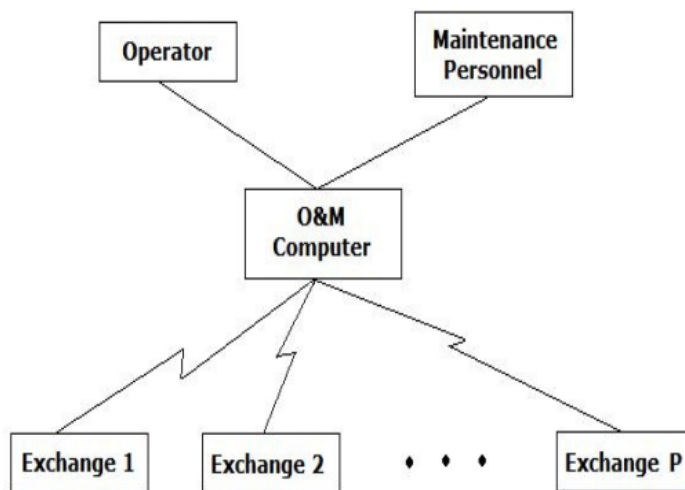 Operator
Maintenance
Personnel
O&M
Computer
Exchange 1
Exchange 2
Exchange P